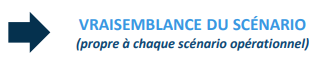 VRAISEMBLANCE DU SCÉNARIO
(propre à chaque scénario opérationnel)